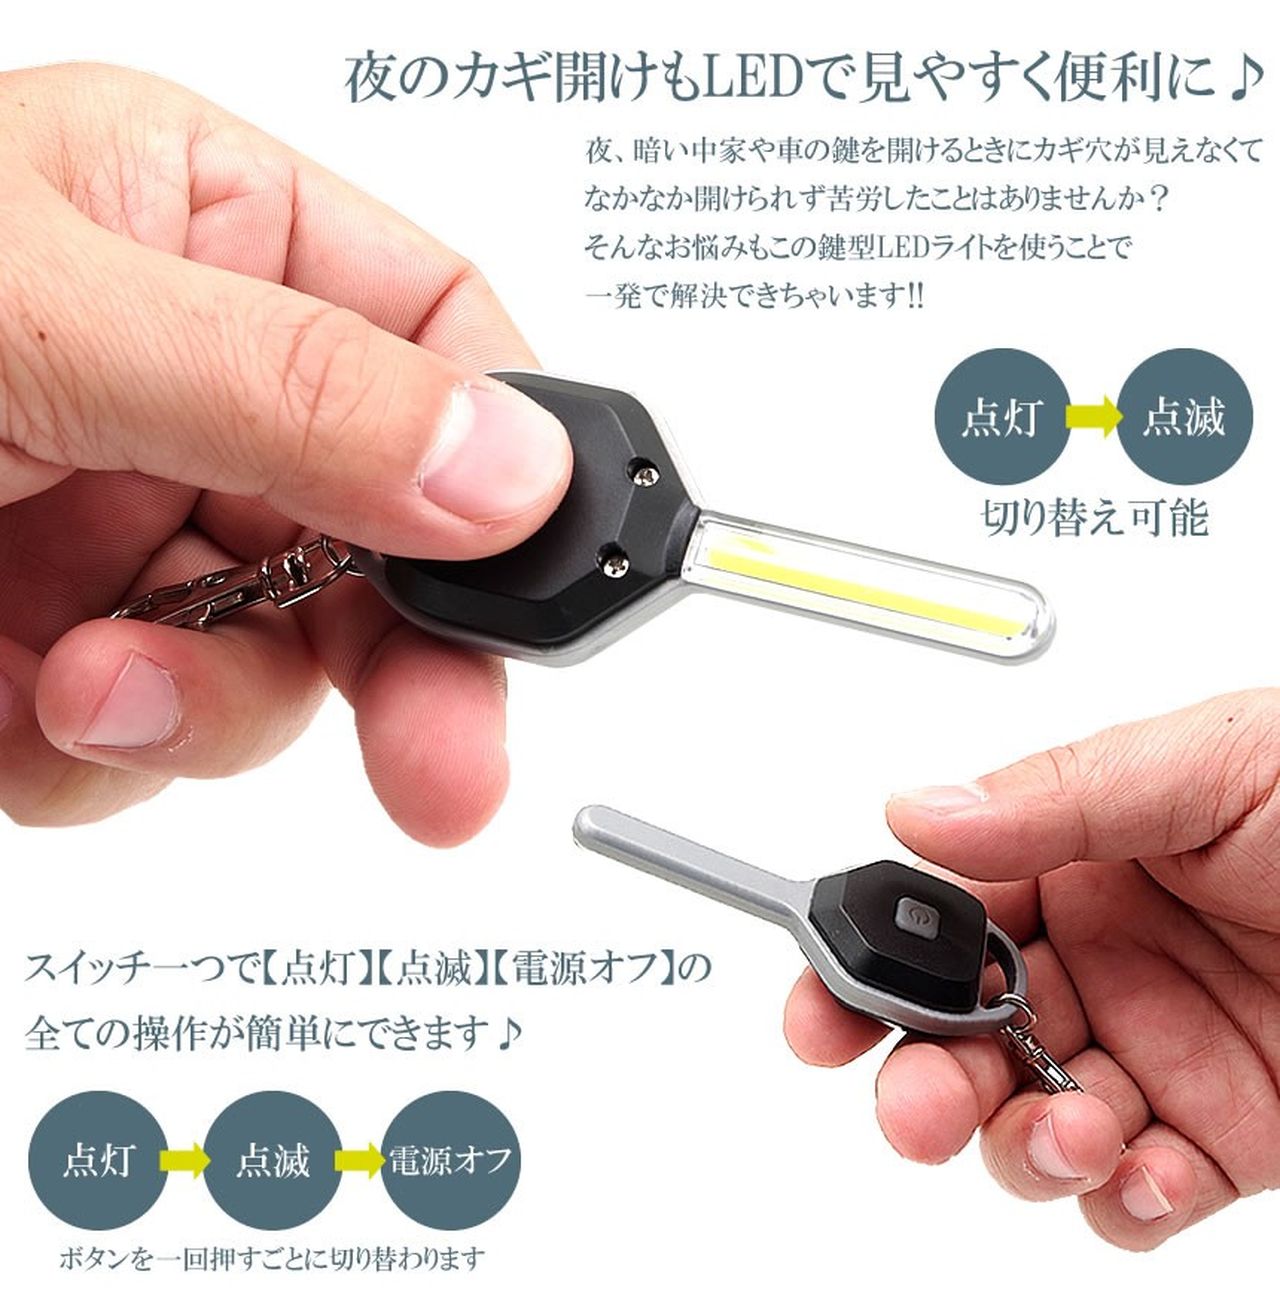 夜のカギ開けもLEDで見やすく便利に♪
夜、暗い中家や車の鍵を開けるときにカギ穴が見えなくて
なかなか開けられず苦労したことはありませんか？
そんなお悩みもこの鍵型LEDライトを使うことで
一発で解決できちゃいます!!
点灯
点滅
切り替え可能
スイッチ一つで【点灯】【点滅】【電源オフ】の
全ての操作が簡単にできます♪
点灯
点滅
電源オフ
ボタンを一回押すごとに切り替わります